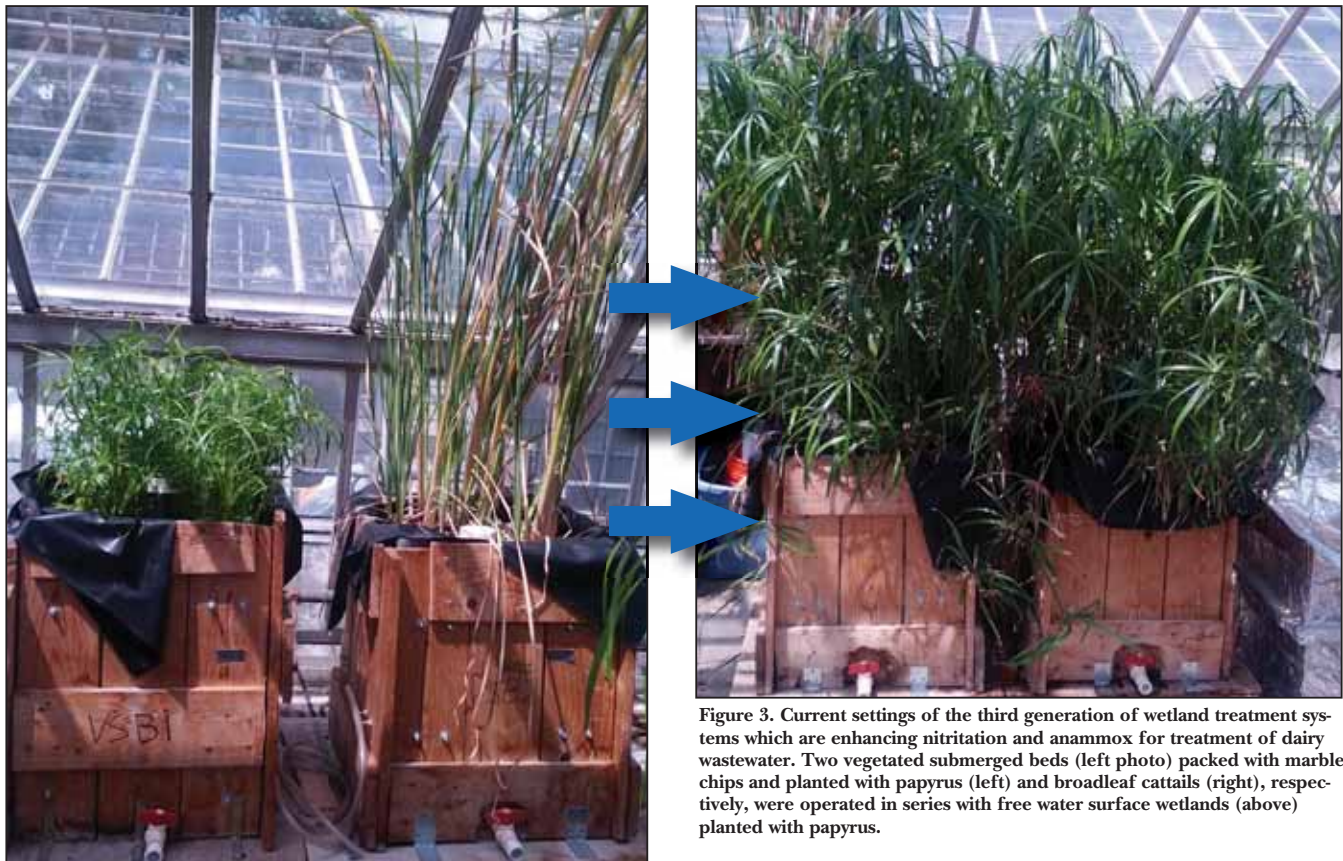 VSB1
Figure 3. Current settings of the third generation of wetland treatment sys-
tems which are enhancing nitritation and anammox for treatment of dairy
wastewater. Two vegetated submerged beds (left photo) packed with marble
chips and planted with papyrus (left) and broadleaf cattails (right), respec-
tively, were operated in series with free water surface wetlands (above)
planted with papyrus.